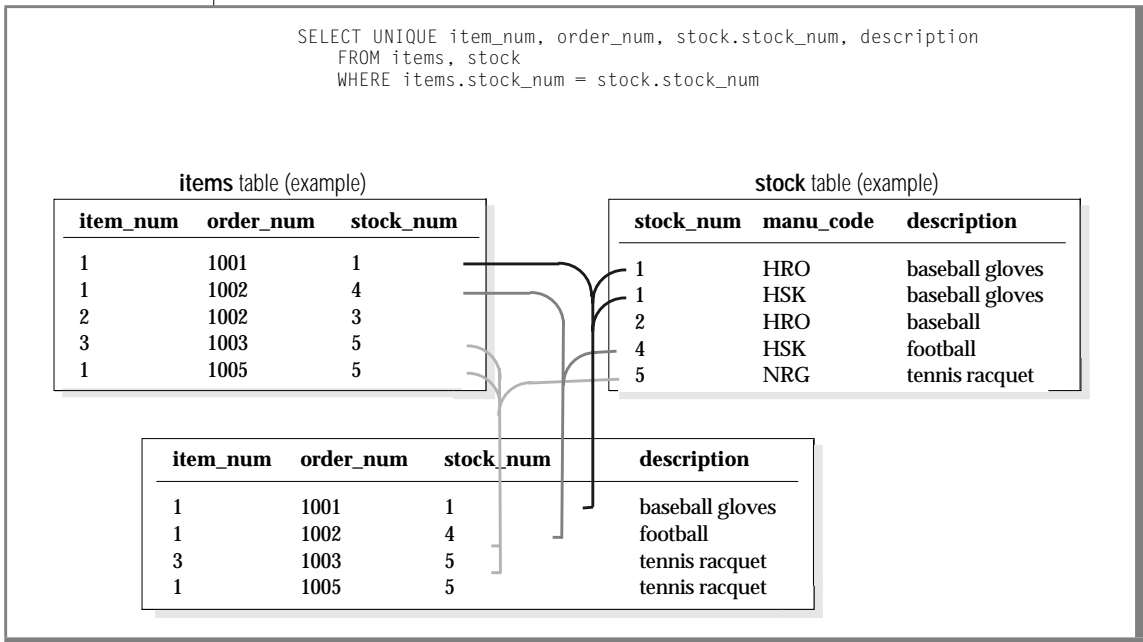 SELECT UNIQUE item_num, order_num, stock.stock_num, description
FROM items, stock
WHERE items.stock_num = stock.stock_num
items table (example)
item_num order_num stock_num
1 1001 1
1 1002 4
2 1002 3
3 1003 5
1 1005 5
stock table (example)
stock_num manu_code description
1 HRO baseball gloves
1 HSK baseball gloves
2 HRO baseball
4 HSK football
5 NRG tennis racquet
item_num order_num stock_num description
1 1001 1 baseball gloves
1 1002 4 football
3 1003 5 tennis racquet
1 1005 5 tennis racquet